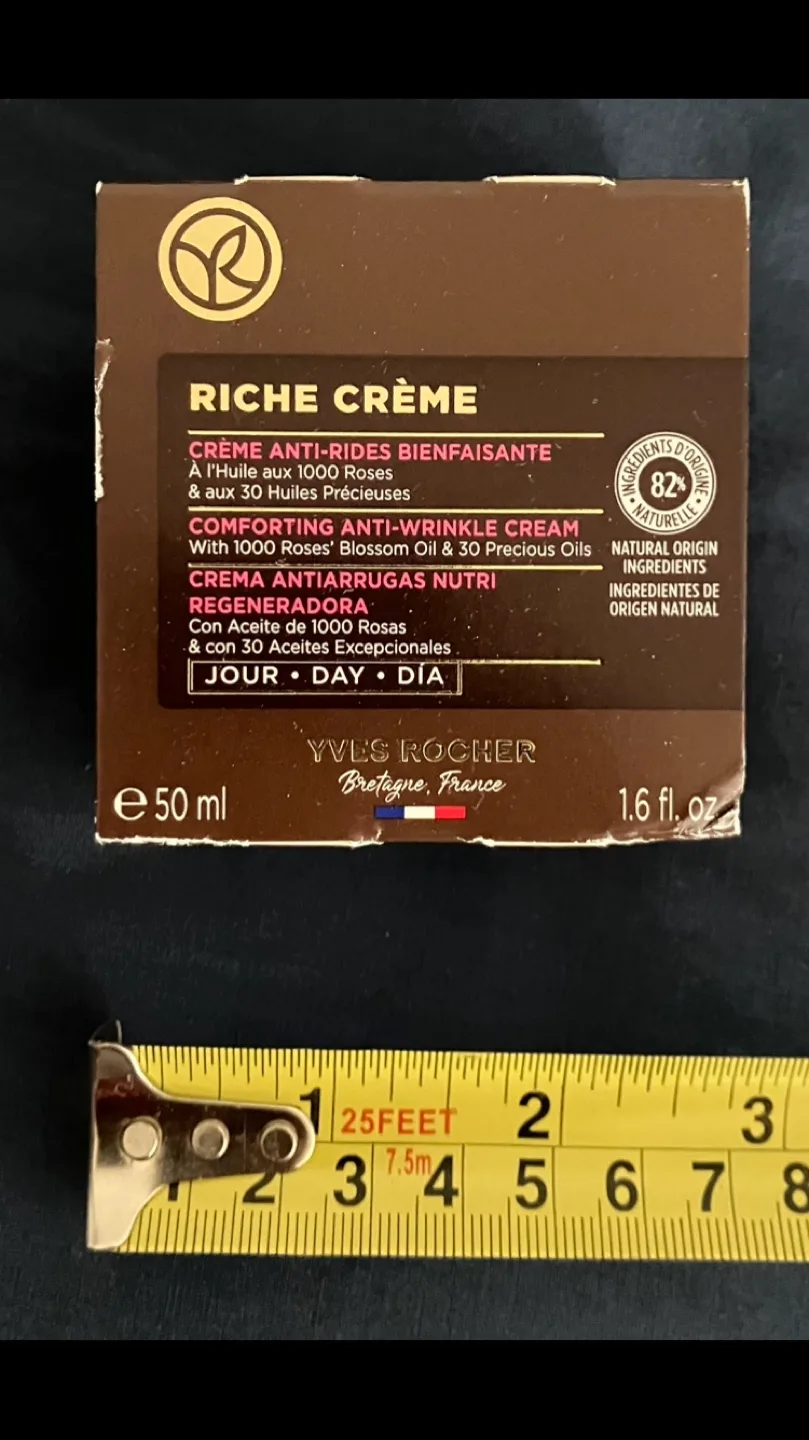 RICHE CRÈME
CRÈME ANTI-RIDES BIENFAISANTE
À l'Huile aux 1000 Roses
& aux 30 Huiles Précieuses
COMFORTING ANTI-WRINKLE CREAM
With 1000 Roses' Blossom Oil & 30 Precious Oils
CREMA ANTIARRUGAS NUTRI
REGENERADORA
Con Aceite de 1000 Rosas
& con 30 Aceites Excepcionales
JOUR • DAY • DÍA
INGRÉDIENTS D'ORIGINE
82%
• NATURELLE •
NATURAL ORIGIN
INGREDIENTS
INGREDIENTES DE
ORIGEN NATURAL
YVES ROCHER
Bretagne, France
℮ 50 ml
1.6 fl. oz.
1 25FEET 2 3
1 2 3 7.5m 4 5 6 7 8